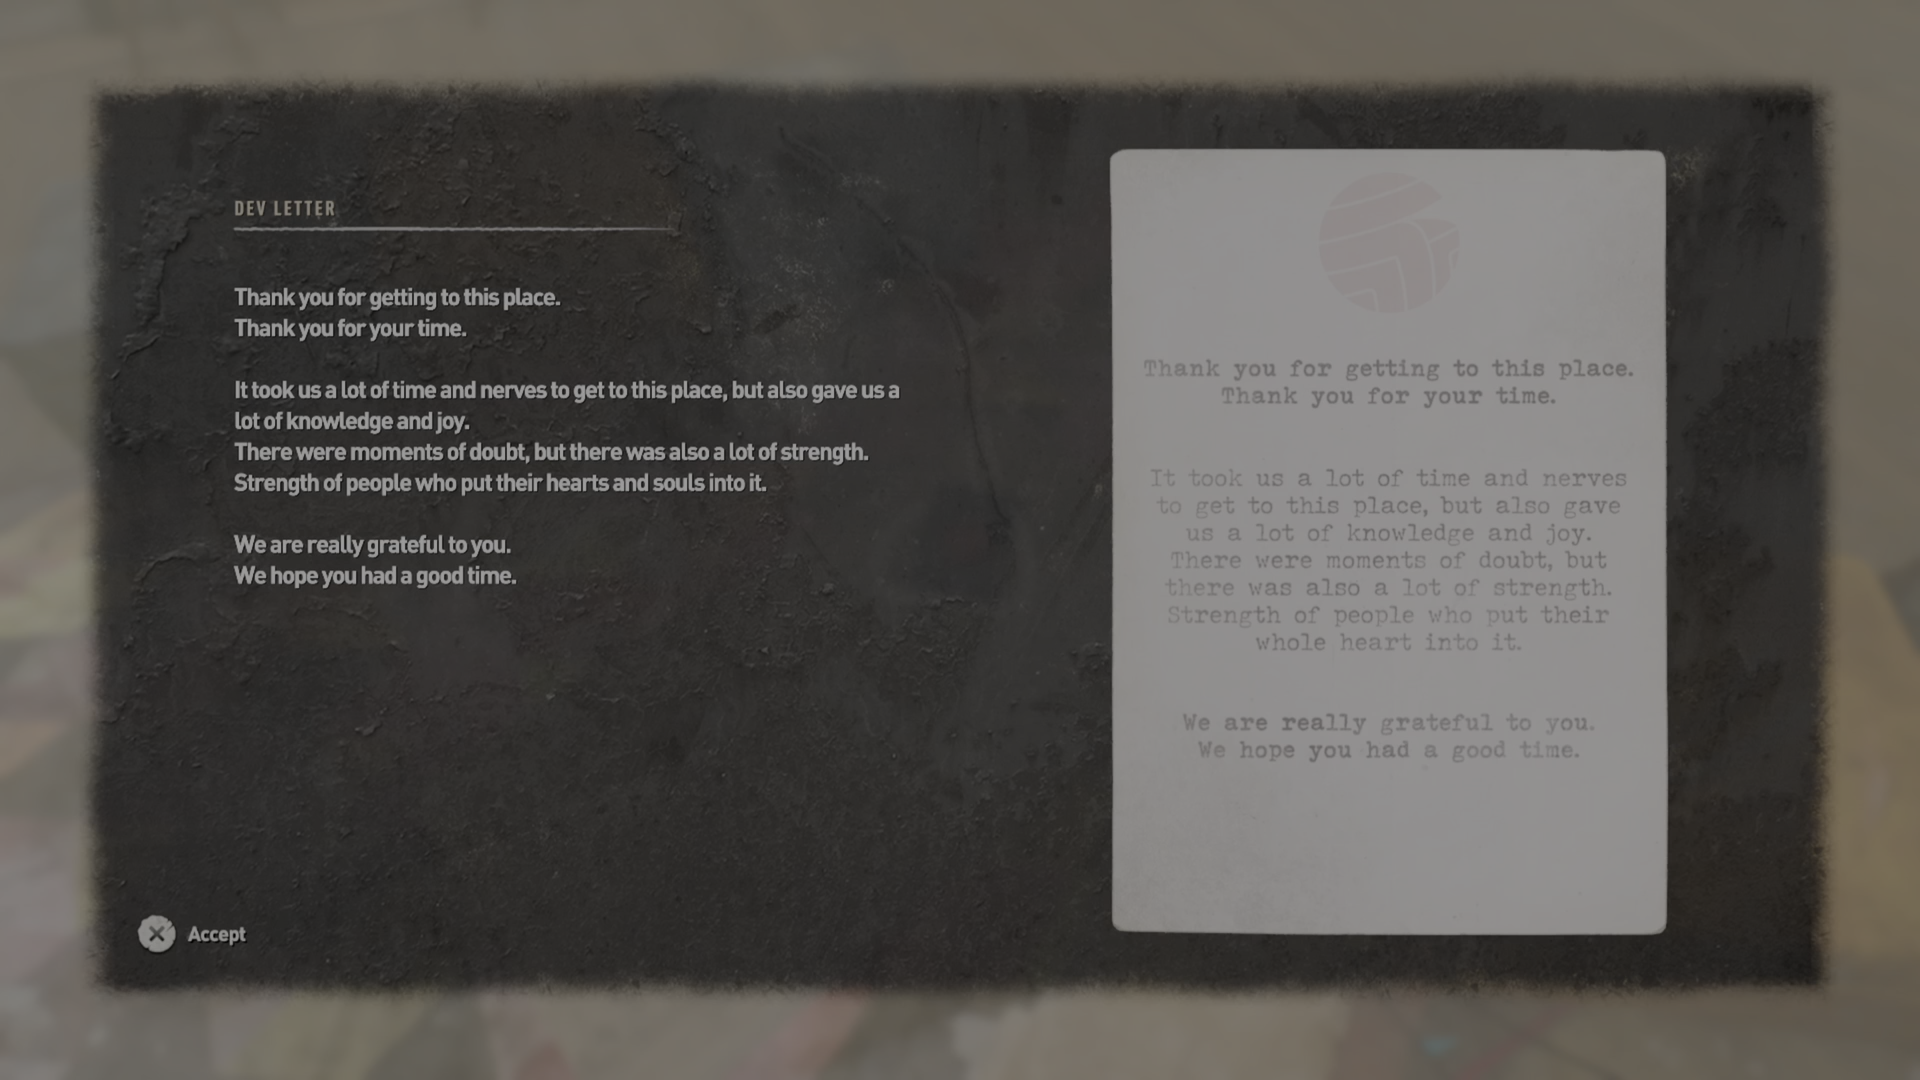 DEV LETTER
Thank you for getting to this place.
Thank you for your time.
It took us a lot of time and nerves to get to this place, but also gave us a
lot of knowledge and joy.
There were moments of doubt, but there was also a lot of strength.
Strength of people who put their hearts and souls into it.
We are really grateful to you.
We hope you had a good time.
Accept
Thank you for getting to this place.
Thank you for your time.
It took us a lot of time and nerves
to get to this place, but also gave
us a lot of knowledge and joy.
There were moments of doubt, but
there was also a lot of strength.
Strength of people who put their
whole heart into it.
We are really grateful to you.
We hope you had a good time.